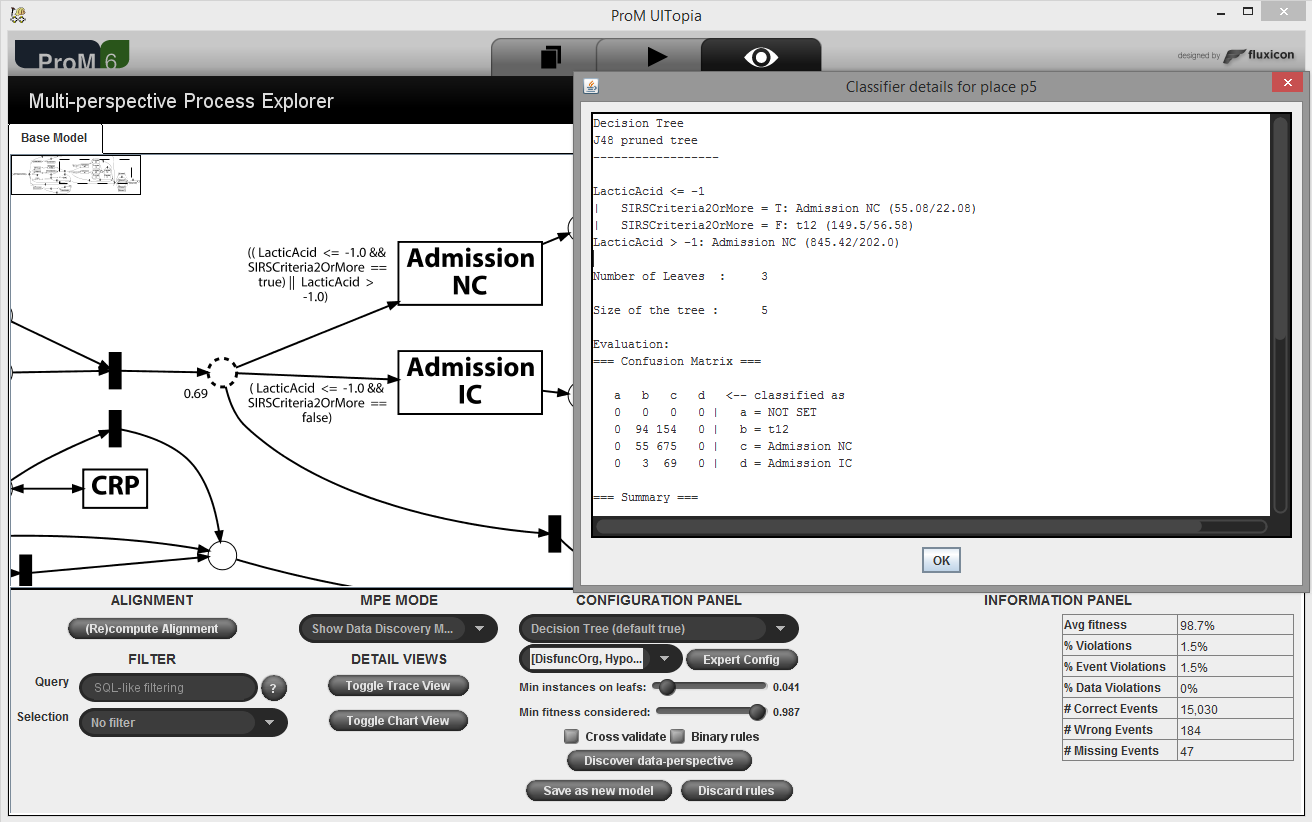 ProM UITopia
ProM 6
designed by fluxicon
Multi-perspective Process Explorer
Base Model
(( LacticAcid <= -1.0 &&
SIRSCriteria2OrMore ==
true) || LacticAcid >
-1.0)
Admission
NC
0.69
( LacticAcid <= -1.0 &&
SIRSCriteria2OrMore ==
false)
Admission
IC
CRP
Classifier details for place p5
Decision Tree
J48 pruned tree
------------------
LacticAcid <= -1
|   SIRSCriteria2OrMore = T: Admission NC (55.08/22.08)
|   SIRSCriteria2OrMore = F: t12 (149.5/56.58)
LacticAcid > -1: Admission NC (845.42/202.0)
Number of Leaves  :     3
Size of the tree :      5
Evaluation:
=== Confusion Matrix ===
a   b   c   d   <-- classified as
0   0   0   0 |   a = NOT SET
0  94 154   0 |   b = t12
0  55 675   0 |   c = Admission NC
0   3  69   0 |   d = Admission IC
=== Summary ===
OK
ALIGNMENT
(Re)compute Alignment
FILTER
Query
SQL-like filtering
?
Selection
No filter
MPE MODE
Show Data Discovery M...
DETAIL VIEWS
Toggle Trace View
Toggle Chart View
CONFIGURATION PANEL
Decision Tree (default true)
[DisfuncOrg, Hypo...
Expert Config
Min instances on leafs:
0.041
Min fitness considered:
0.987
Cross validate
Binary rules
Discover data-perspective
Save as new model
Discard rules
INFORMATION PANEL
Avg fitness 98.7%
% Violations 1.5%
% Event Violations 1.5%
% Data Violations 0%
# Correct Events 15,030
# Wrong Events 184
# Missing Events 47